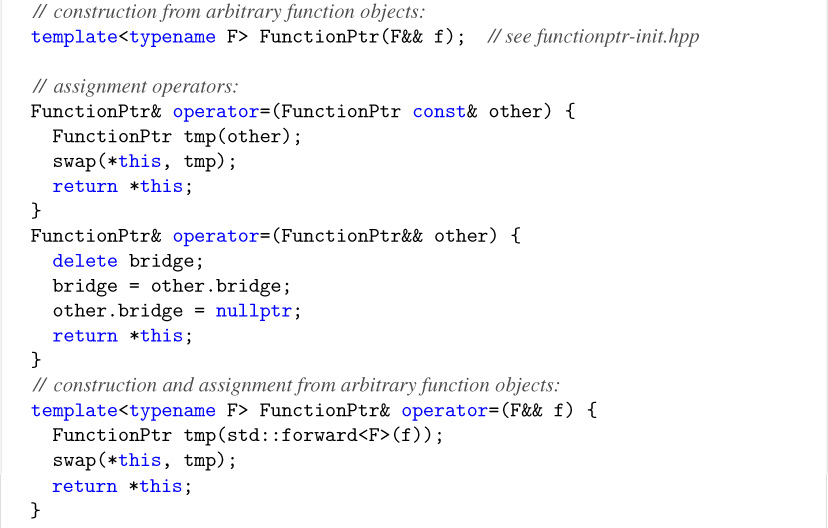 // construction from arbitrary function objects:
template<typename F> FunctionPtr(F&& f); // see functionptr-init.hpp
// assignment operators:
FunctionPtr& operator=(FunctionPtr const& other) {
FunctionPtr tmp(other);
swap(*this, tmp);
return *this;
}
FunctionPtr& operator=(FunctionPtr&& other) {
delete bridge;
bridge = other.bridge;
other.bridge = nullptr;
return *this;
}
// construction and assignment from arbitrary function objects:
template<typename F> FunctionPtr& operator=(F&& f) {
FunctionPtr tmp(std::forward<F>(f));
swap(*this, tmp);
return *this;
}